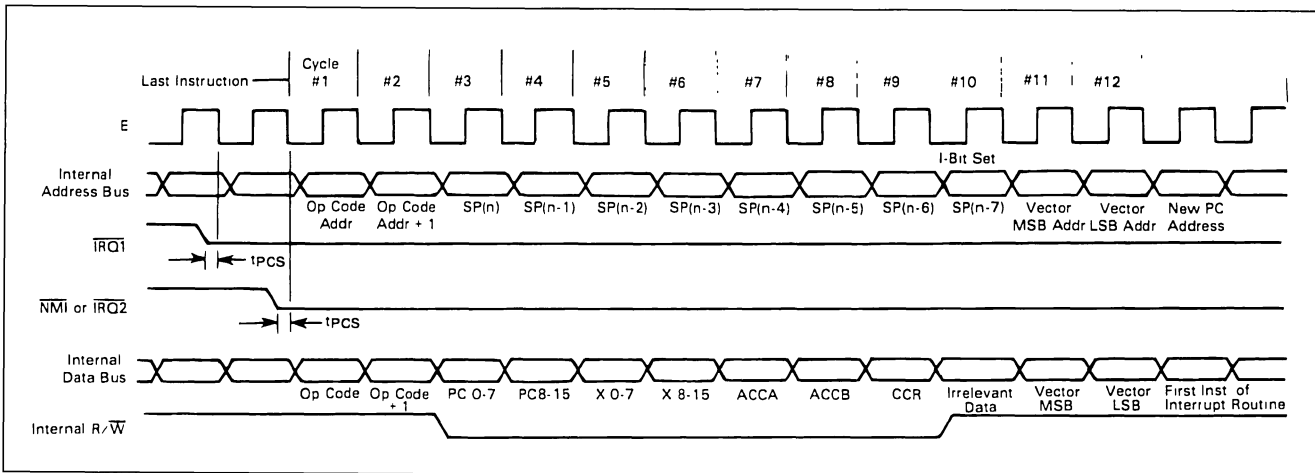 Last Instruction
Cycle
#1 #2 #3 #4 #5 #6 #7 #8 #9 #10 #11 #12
E
I-Bit Set
Internal
Address Bus
Op Code Addr
Op Code Addr + 1
SP(n) SP(n-1) SP(n-2) SP(n-3) SP(n-4) SP(n-5) SP(n-6) SP(n-7)
Vector MSB Addr
Vector LSB Addr
New PC Address
IRQ1
tPCS
NMI or IRQ2
tPCS
Internal
Data Bus
Op Code
Op Code + 1
PC 0-7 PC8-15 X 0-7 X 8-15 ACCA ACCB CCR
Irrelevant Data
Vector MSB
Vector LSB
First Inst of
Interrupt Routine
Internal R/W